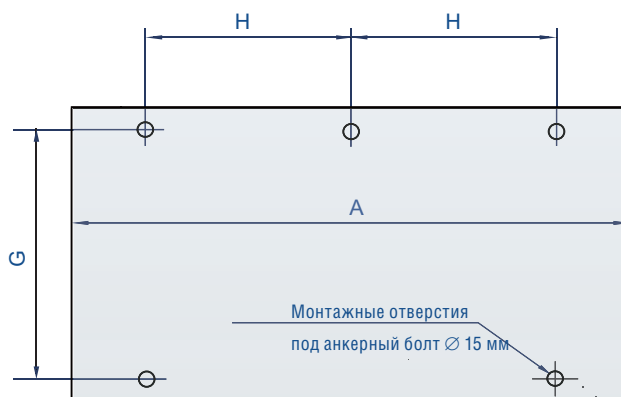 H H
A
G
Монтажные отверстия
под анкерный болт ∅ 15 мм